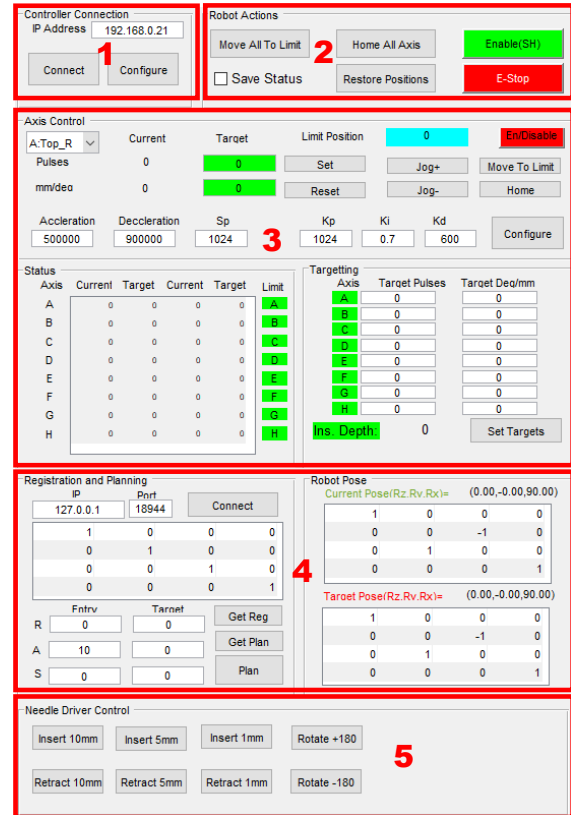 Controller Connection
IP Address 192.168.0.21
1
Connect Configure
Robot Actions
Move All To Limit Home All Axis Enable(SH)
2
Save Status Restore Positions E-Stop
Axis Control
A:Top_R Current Target Limit Position 0 En/Disable
Pulses 0 0 Set Jog+ Move To Limit
mm/deg 0 0 Reset Jog- Home
Accleration Deccleration Sp Kp Ki Kd
500000 900000 1024 3 1024 0.7 600 Configure
Status
Axis Current Target Current Target Limit
A 0 0 0 0 A
B 0 0 0 0 B
C 0 0 0 0 C
D 0 0 0 0 D
E 0 0 0 0 E
F 0 0 0 0 F
G 0 0 0 0 G
H 0 0 0 0 H
Targetting
Axis Target Pulses Target Deg/mm
A 0 0
B 0 0
C 0 0
D 0 0
E 0 0
F 0 0
G 0 0
H 0 0
Ins. Depth: 0 Set Targets
Registration and Planning
IP Port
127.0.0.1 18944 Connect
1 0 0 0
0 1 0 0
0 0 1 0
0 0 0 1
Entry Target
R 0 0 Get Reg
A 10 0 Get Plan
S 0 0 Plan
4
Robot Pose
Current Pose(Rz,Ry,Rx)= (0.00,-0.00,90.00)
1 0 0 0
0 0 -1 0
0 1 0 0
0 0 0 1
Target Pose(Rz,Ry,Rx)= (0.00,-0.00,90.00)
1 0 0 0
0 0 -1 0
0 1 0 0
0 0 0 1
Needle Driver Control
Insert 10mm Insert 5mm Insert 1mm Rotate +180
5
Retract 10mm Retract 5mm Retract 1mm Rotate -180